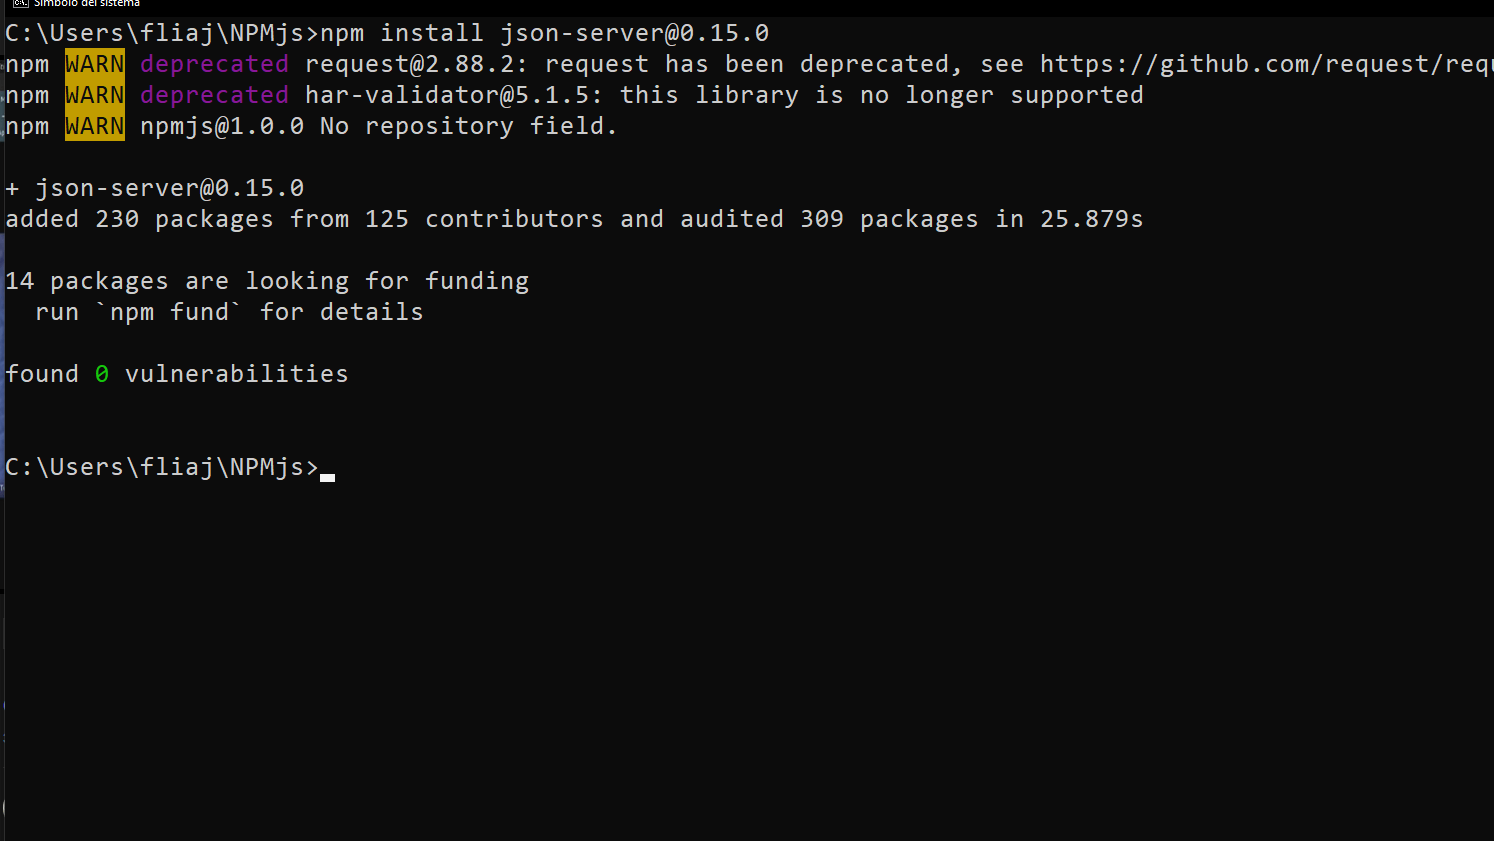 Símbolo del sistema
C:\Users\fliaj\NPMjs>npm install json-server@0.15.0
npm WARN deprecated request@2.88.2: request has been deprecated, see https://github.com/request/requ
npm WARN deprecated har-validator@5.1.5: this library is no longer supported
npm WARN npmjs@1.0.0 No repository field.
+ json-server@0.15.0
added 230 packages from 125 contributors and audited 309 packages in 25.879s
14 packages are looking for funding
run `npm fund` for details
found 0 vulnerabilities
C:\Users\fliaj\NPMjs>